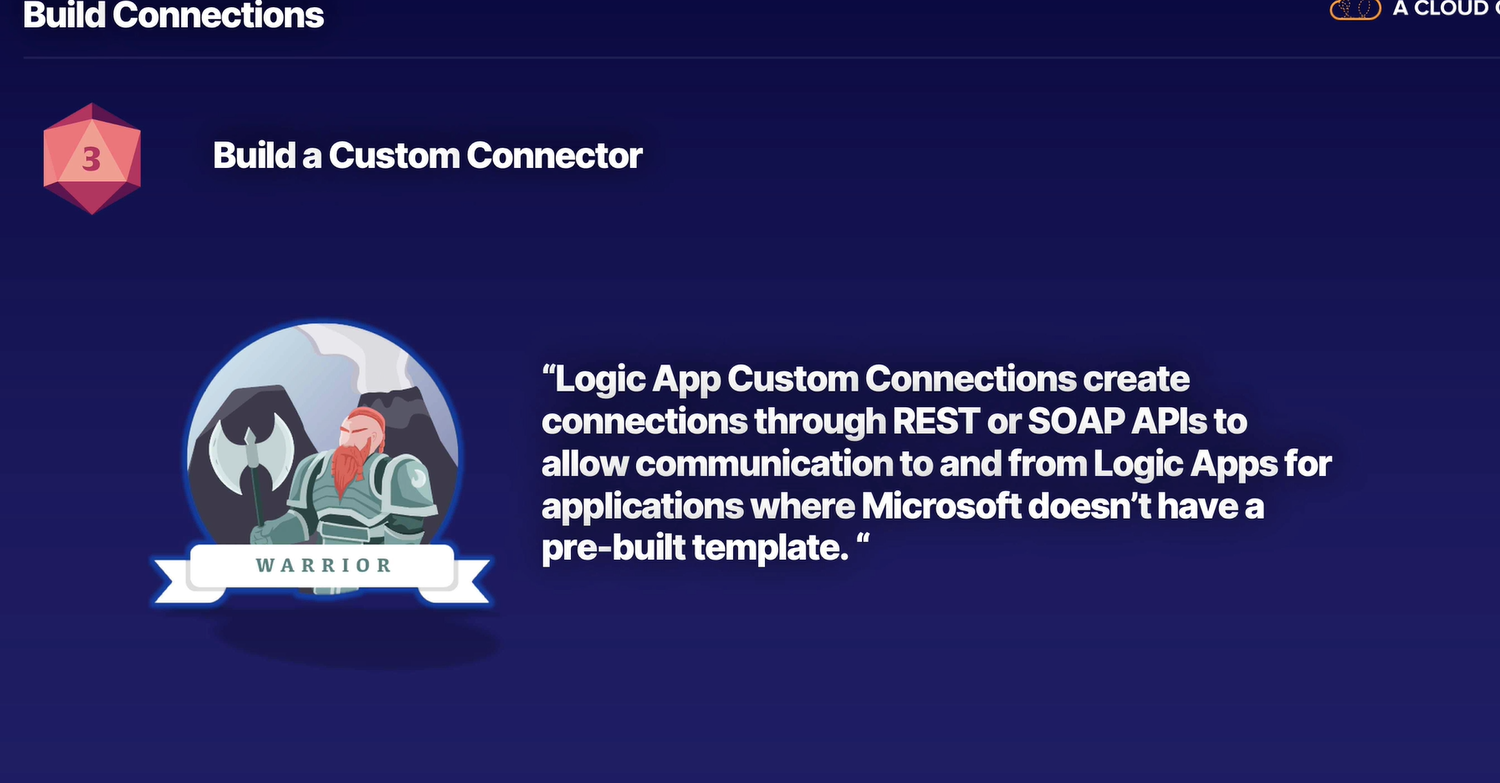 Build Connections
A CLOUD
3
Build a Custom Connector
“Logic App Custom Connections create
connections through REST or SOAP APIs to
allow communication to and from Logic Apps for
applications where Microsoft doesn’t have a
pre-built template. “
WARRIOR